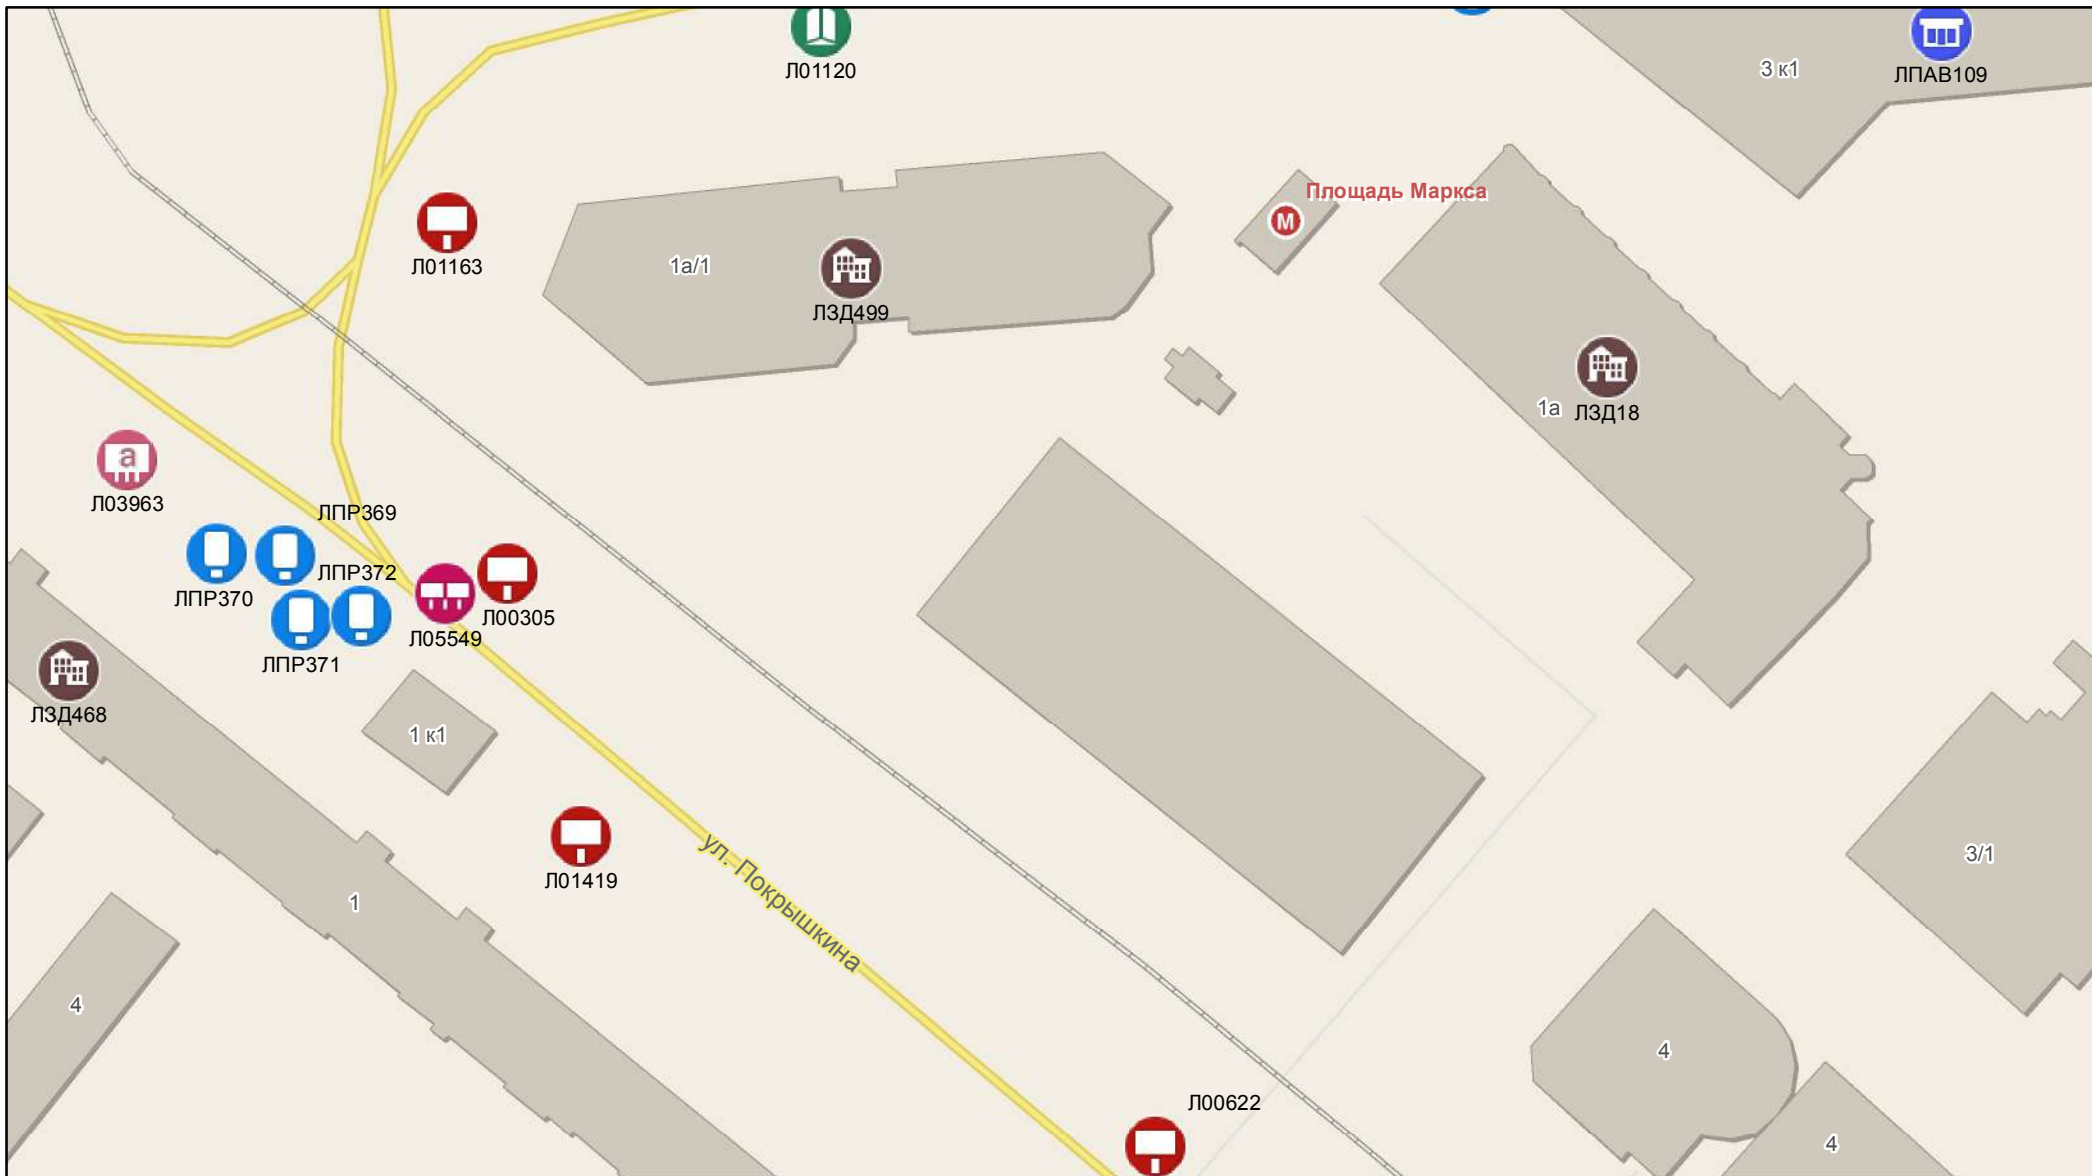 Л01120
3 к1
ЛПАВ109
Площадь Маркса
М
Л01163
1а/1
ЛЗД499
1а
ЛЗД18
а
Л03963
ЛПР369
ЛПР370
ЛПР372
Л05549
Л00305
ЛПР371
ЛЗД468
1 к1
Л01419
ул. Покрышкина
3/1
1
4
4
Л00622
4